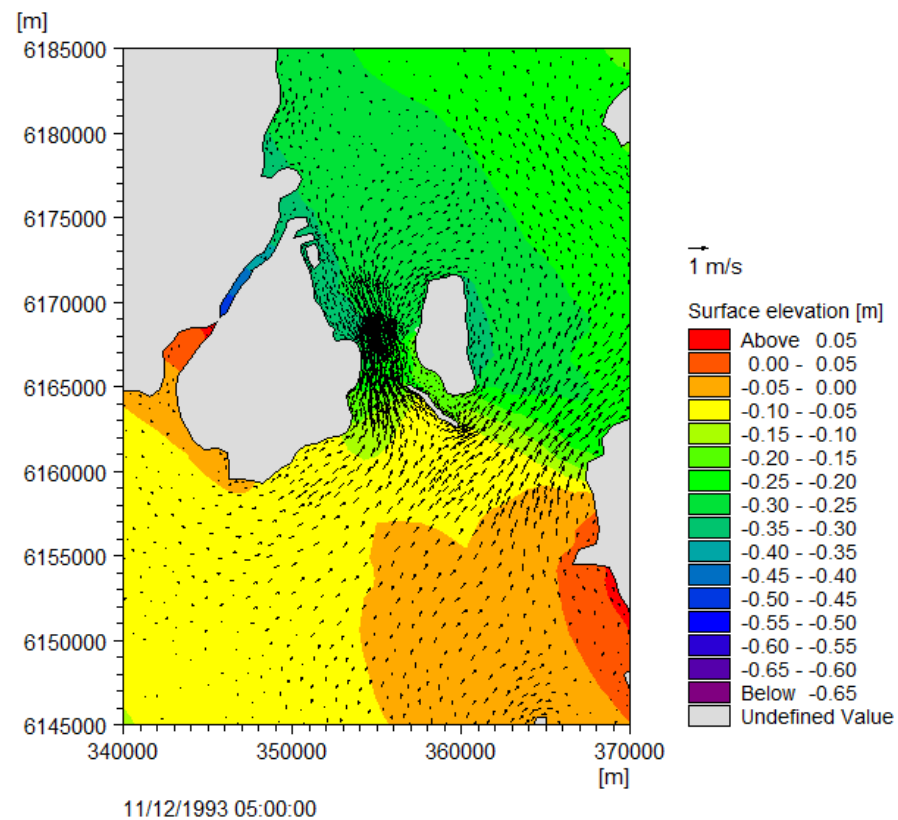 [m]
6185000
6180000
6175000
6170000
6165000
6160000
6155000
6150000
6145000
340000 350000 360000 370000
[m]
11/12/1993 05:00:00
1 m/s
Surface elevation [m]
Above 0.05
0.00 - 0.05
-0.05 - 0.00
-0.10 - -0.05
-0.15 - -0.10
-0.20 - -0.15
-0.25 - -0.20
-0.30 - -0.25
-0.35 - -0.30
-0.40 - -0.35
-0.45 - -0.40
-0.50 - -0.45
-0.55 - -0.50
-0.60 - -0.55
-0.65 - -0.60
Below -0.65
Undefined Value